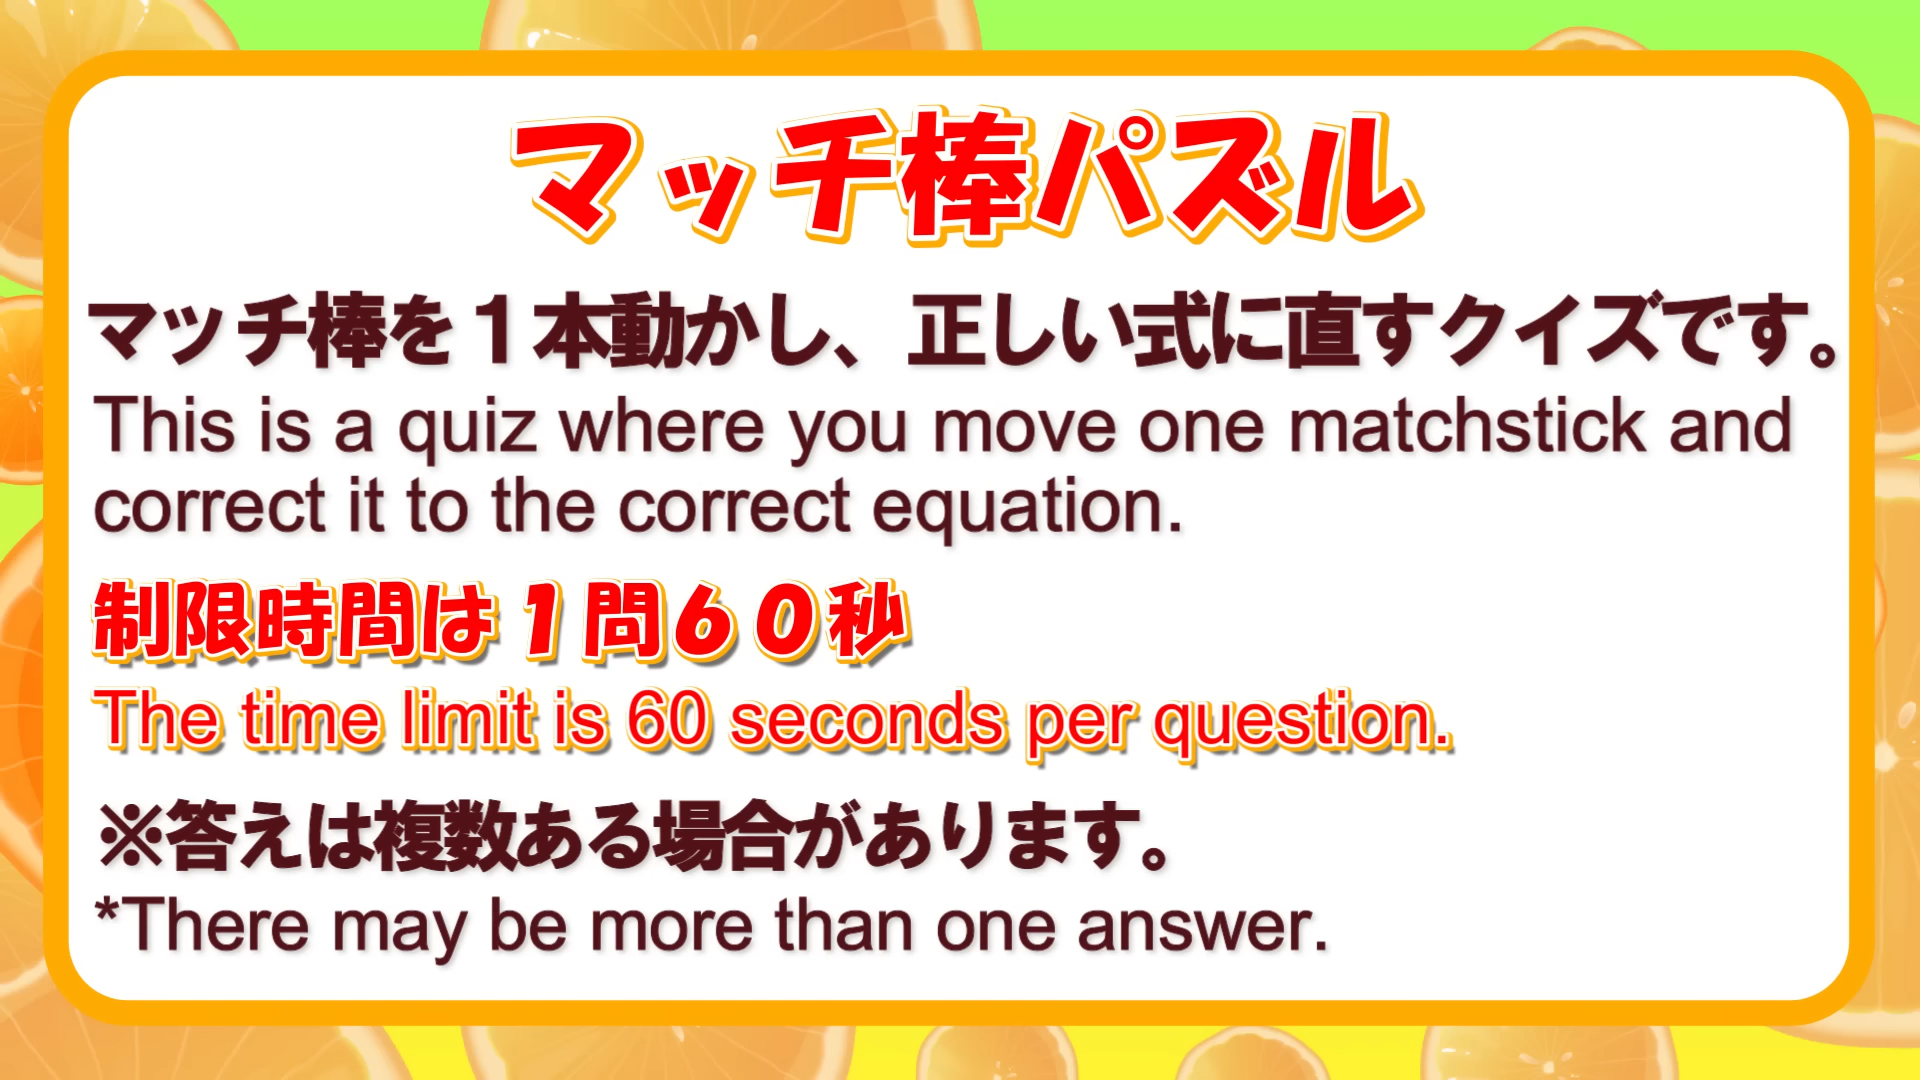 マッチ棒パズル
マッチ棒を１本動かし、正しい式に直すクイズです。
This is a quiz where you move one matchstick and
correct it to the correct equation.
制限時間は１問６０秒
The time limit is 60 seconds per question.
※答えは複数ある場合があります。
*There may be more than one answer.